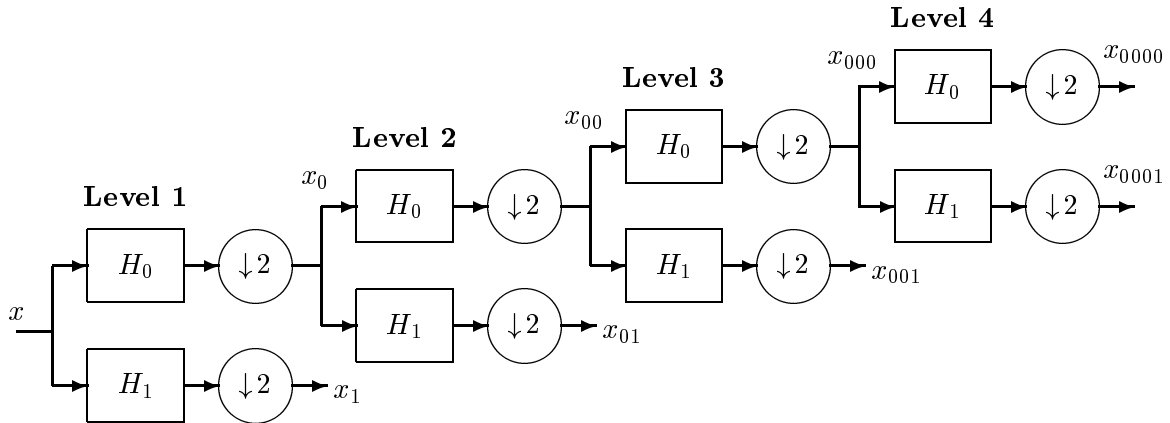 Level 1
Level 2
Level 3
Level 4
x
H₀
↓2
H₁
↓2
x₁
x₀
H₀
↓2
H₁
↓2
x₀₁
x₀₀
H₀
↓2
H₁
↓2
x₀₀₁
x₀₀₀
H₀
↓2
x₀₀₀₀
H₁
↓2
x₀₀₀₁